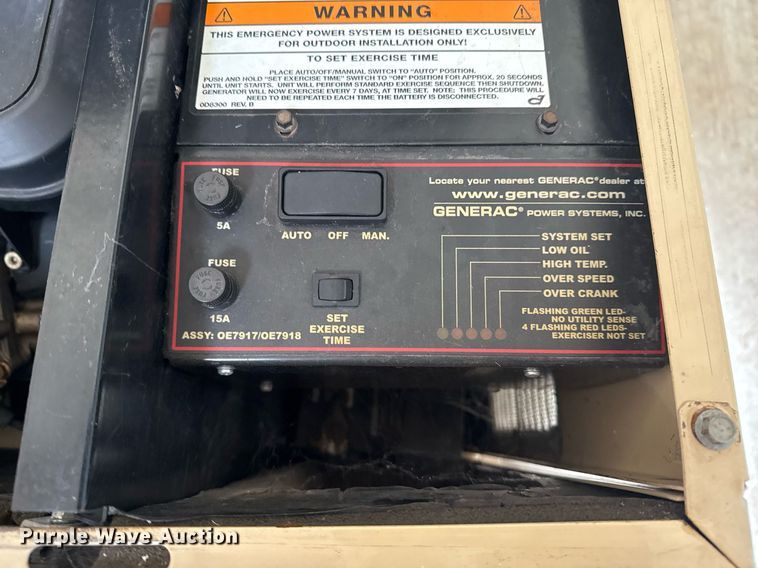 WARNING
THIS EMERGENCY POWER SYSTEM IS DESIGNED EXCLUSIVELY
FOR OUTDOOR INSTALLATION ONLY!
TO SET EXERCISE TIME
PLACE AUTO/OFF/MANUAL SWITCH TO "AUTO" POSITION.
PUSH AND HOLD "SET EXERCISE TIME" SWITCH TO "ON" POSITION FOR APPROX. 20 SECONDS
UNTIL UNIT STARTS. UNIT WILL PERFORM STANDARD EXERCISE SEQUENCE THEN SHUTDOWN.
GENERATOR WILL NOW EXERCISE EVERY 7 DAYS, AT TIME SET. NOTE: THIS PROCEDURE WILL
NEED TO BE REPEATED EACH TIME THE BATTERY IS DISCONNECTED.
0D8300 REV. B
FUSE
FUSE
5A
AUTO OFF MAN.
Locate your nearest GENERAC® dealer at
www.generac.com
GENERAC® POWER SYSTEMS, INC.
SYSTEM SET
LOW OIL
HIGH TEMP.
OVER SPEED
OVER CRANK
FUSE
FUSE
15A
SET
EXERCISE
TIME
FLASHING GREEN LED-
NO UTILITY SENSE
4 FLASHING RED LEDS-
EXERCISER NOT SET
ASSY: OE7917/OE7918
Purple Wave Auction®